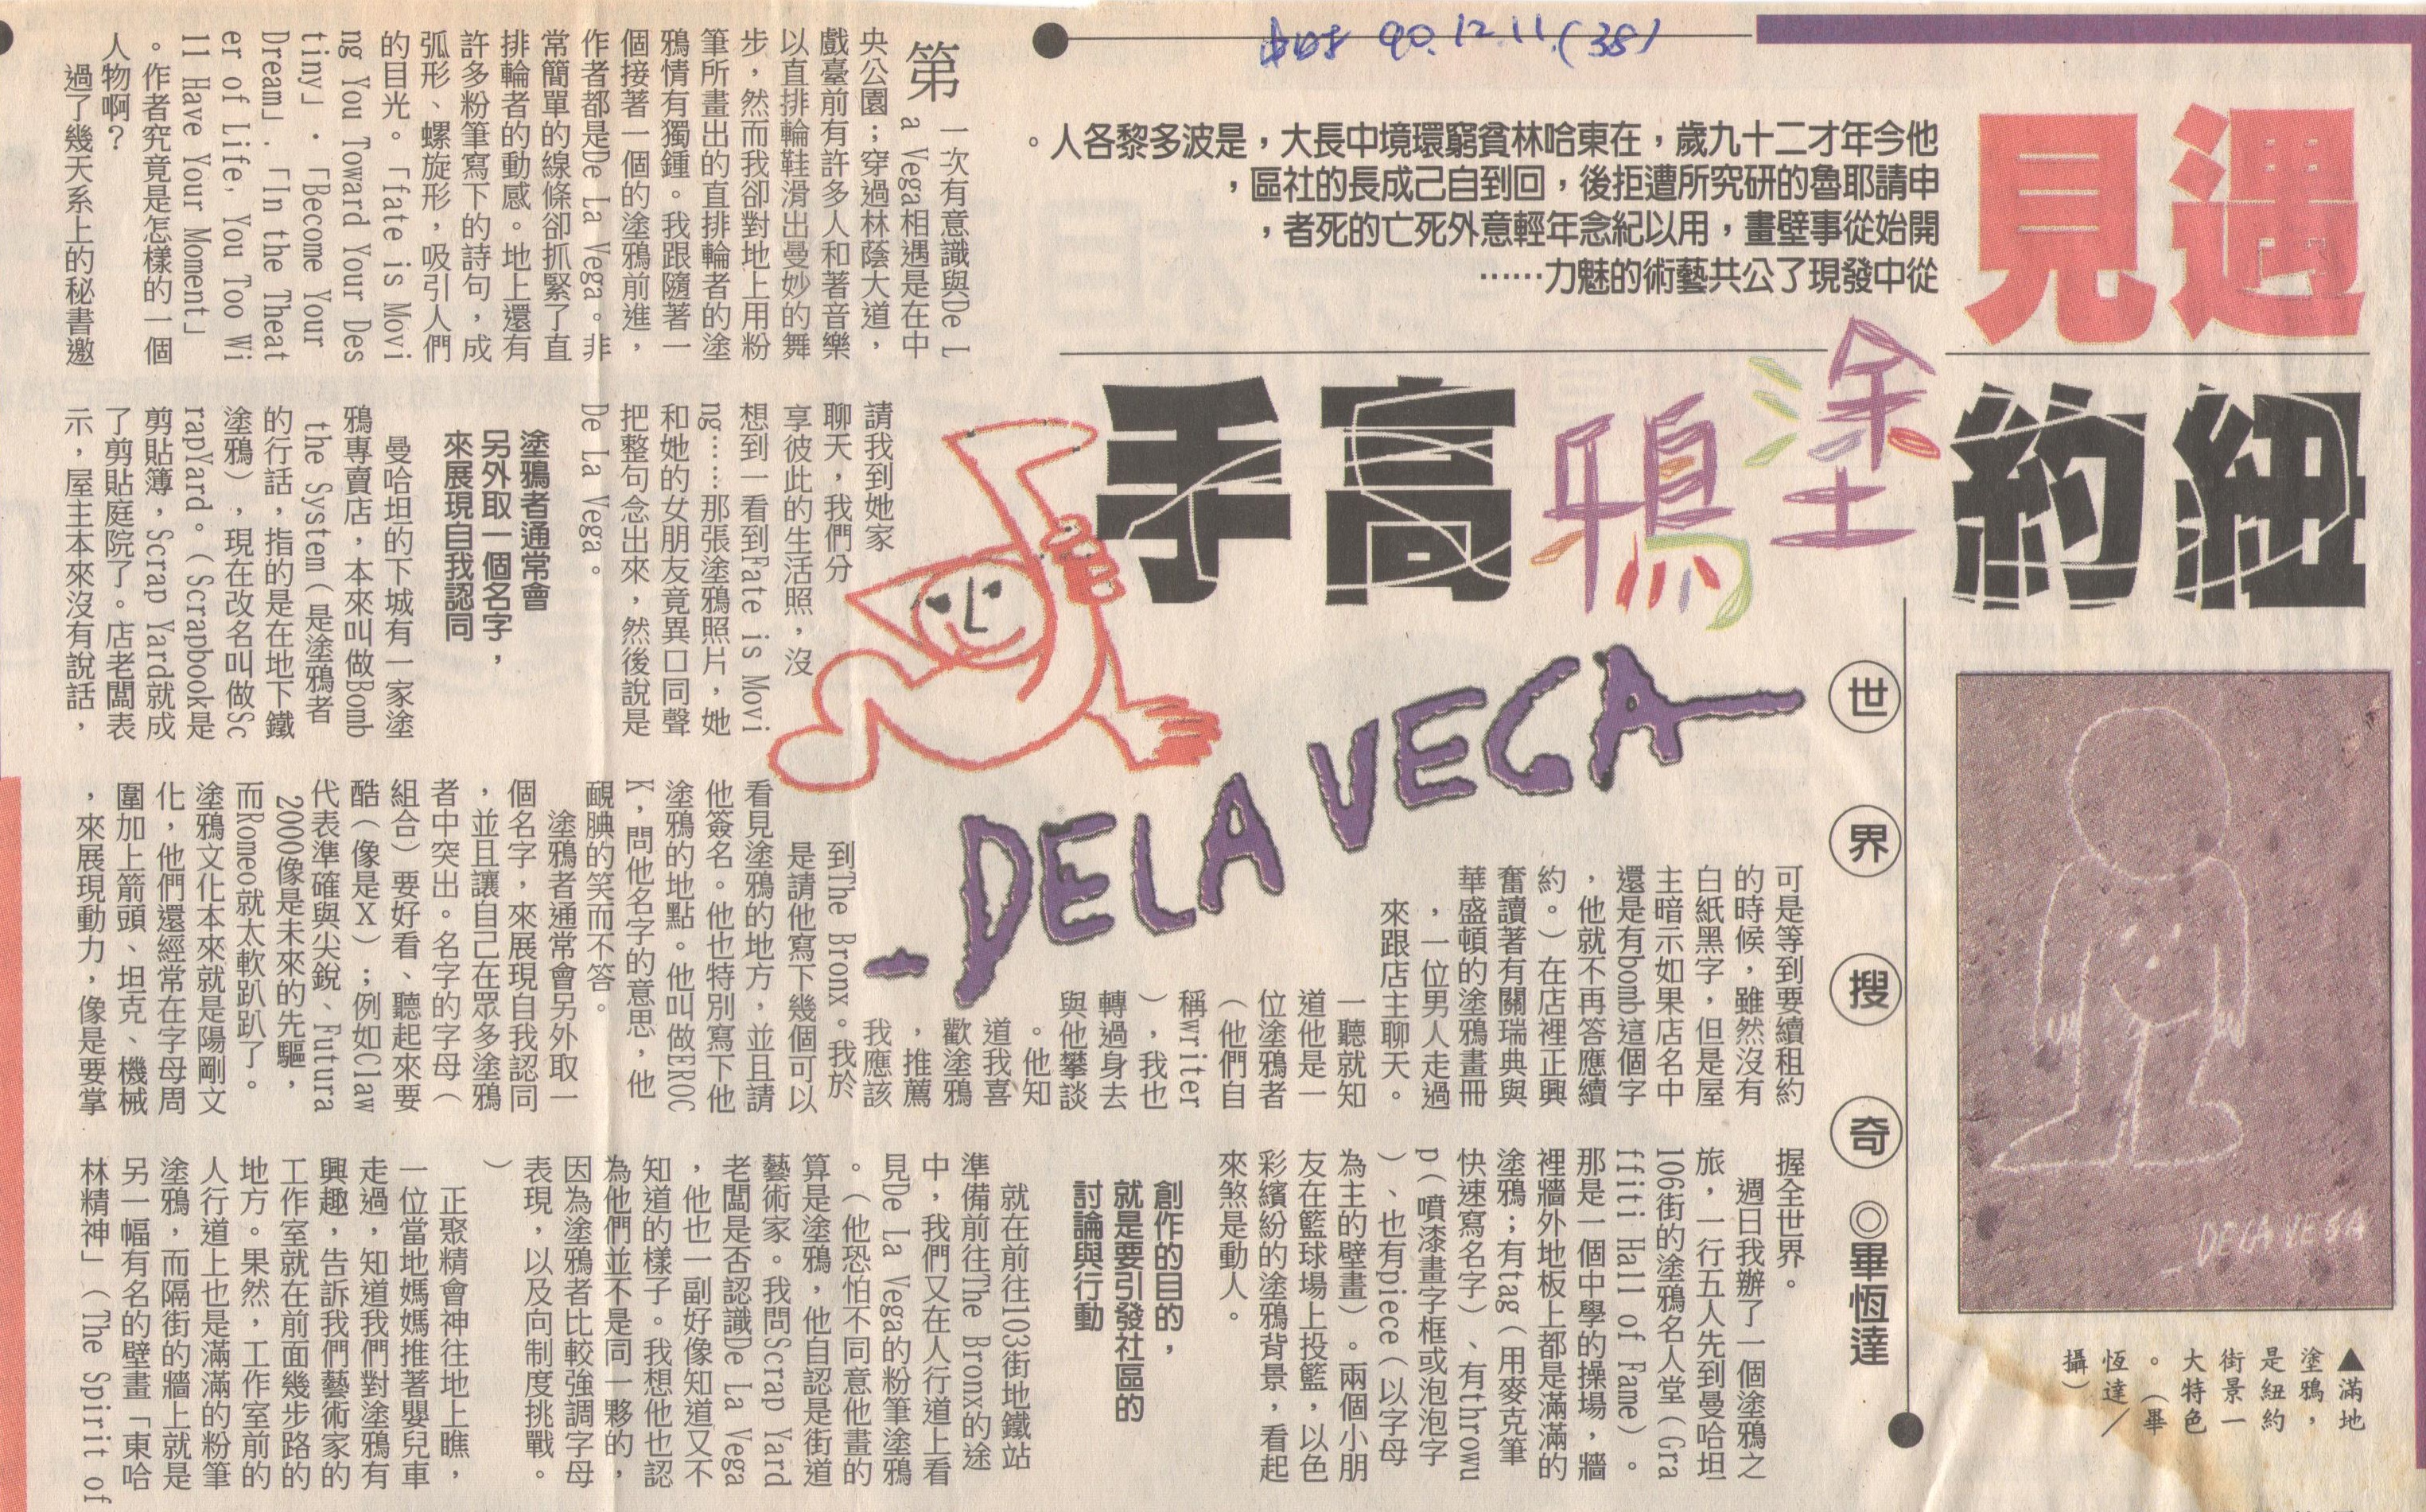 90.12.11.(38)
遇見
紐約塗鴉高手
-DE LA VEGA-
他今年才二十九歲，在東哈林貧窮環境中長大，是波多黎各人。
申請耶魯的研究所遭拒後，回到自己成長的社區，
開始從事壁畫，用以紀念年輕意外死亡的死者，
從中發現了公共藝術的魅力……
世界搜奇
◎畢恆達
DE LA VEGA
▲滿地
塗鴉，
是紐約
街景一
大特色
。（畢
恆達／
攝）
第一次有意識與De L
a Vega相遇是在中
央公園；穿過林蔭大道，
戲臺前有許多人和著音樂
以直排輪鞋滑出曼妙的舞
步，然而我卻對地上用粉
筆所畫出的直排輪者的塗
鴉情有獨鍾。我跟隨著一
個接著一個的塗鴉前進，
作者都是De La Vega。非
常簡單的線條卻抓緊了直
排輪者的動感。地上還有
許多粉筆寫下的詩句，成
弧形、螺旋形，吸引人們
的目光。「fate is Movi
ng You Toward Your Des
tiny」．「Become Your
Dream」．「In the Theat
er of Life, You Too Wi
ll Have Your Moment」
。作者究竟是怎樣的一個
人物啊？
過了幾天系上的秘書邀
請我到她家
聊天，我們分
享彼此的生活照，沒
想到一看到Fate is Movi
ng……那張塗鴉照片，她
和她的女朋友竟異口同聲
把整句念出來，然後說是
De La Vega。
塗鴉者通常會
另外取一個名字，
來展現自我認同
曼哈坦的下城有一家塗
鴉專賣店，本來叫做Bomb
the System（是塗鴉者
的行話，指的是在地下鐵
塗鴉），現在改名叫做Sc
rapYard。（Scrapbook是
剪貼簿，Scrap Yard就成
了剪貼庭院了。店老闆表
示，屋主本來沒有說話，
可是等到要續租約
的時候，雖然沒有
白紙黑字，但是屋
主暗示如果店名中
還是有bomb這個字
，他就不再答應續
約。）在店裡正興
奮讀著有關瑞典與
華盛頓的塗鴉畫冊
，一位男人走過
來跟店主聊天。
一聽就知
道他是一
位塗鴉者
（他們自
稱writer
），我也
轉過身去
與他攀談
。他知
道我喜
歡塗鴉
，推薦
我應該
到The Bronx。我於
是請他寫下幾個可以
看見塗鴉的地方，並且請
他簽名。他也特別寫下他
塗鴉的地點。他叫做EROC
K，問他名字的意思，他
靦腆的笑而不答。
塗鴉者通常會另外取一
個名字，來展現自我認同
，並且讓自己在眾多塗鴉
者中突出。名字的字母（
組合）要好看、聽起來要
酷（像是X）；例如Claw
代表準確與尖銳、Futura
2000像是未來的先驅，
而Romeo就太軟趴趴了。
塗鴉文化本來就是陽剛文
化，他們還經常在字母周
圍加上箭頭、坦克、機械
，來展現動力，像是要掌
握全世界。
週日我辦了一個塗鴉之
旅，一行五人先到曼哈坦
106街的塗鴉名人堂（Gra
ffiti Hall of Fame）。
那是一個中學的操場，牆
裡牆外地板上都是滿滿的
塗鴉；有tag（用麥克筆
快速寫名字）、有throwu
p（噴漆畫字框或泡泡字
）、也有piece（以字母
為主的壁畫）。兩個小朋
友在籃球場上投籃，以色
彩繽紛的塗鴉背景，看起
來煞是動人。
創作的目的，
就是要引發社區的
討論與行動
就在前往103街地鐵站
準備前往The Bronx的途
中，我們又在人行道上看
見De La Vega的粉筆塗鴉
。（他恐怕不同意他畫的
算是塗鴉，他自認是街道
藝術家。我問Scrap Yard
老闆是否認識De La Vega
，他也一副好像知道又不
知道的樣子。我想他也認
為他們並不是同一夥的，
因為塗鴉者比較強調字母
表現，以及向制度挑戰。
）
正聚精會神往地上瞧，
一位當地媽媽推著嬰兒車
走過，知道我們對塗鴉有
興趣，告訴我們藝術家的
工作室就在前面幾步路的
地方。果然，工作室前的
人行道上也是滿滿的粉筆
塗鴉，而隔街的牆上就是
另一幅有名的壁畫「東哈
林精神」（The Spirit of